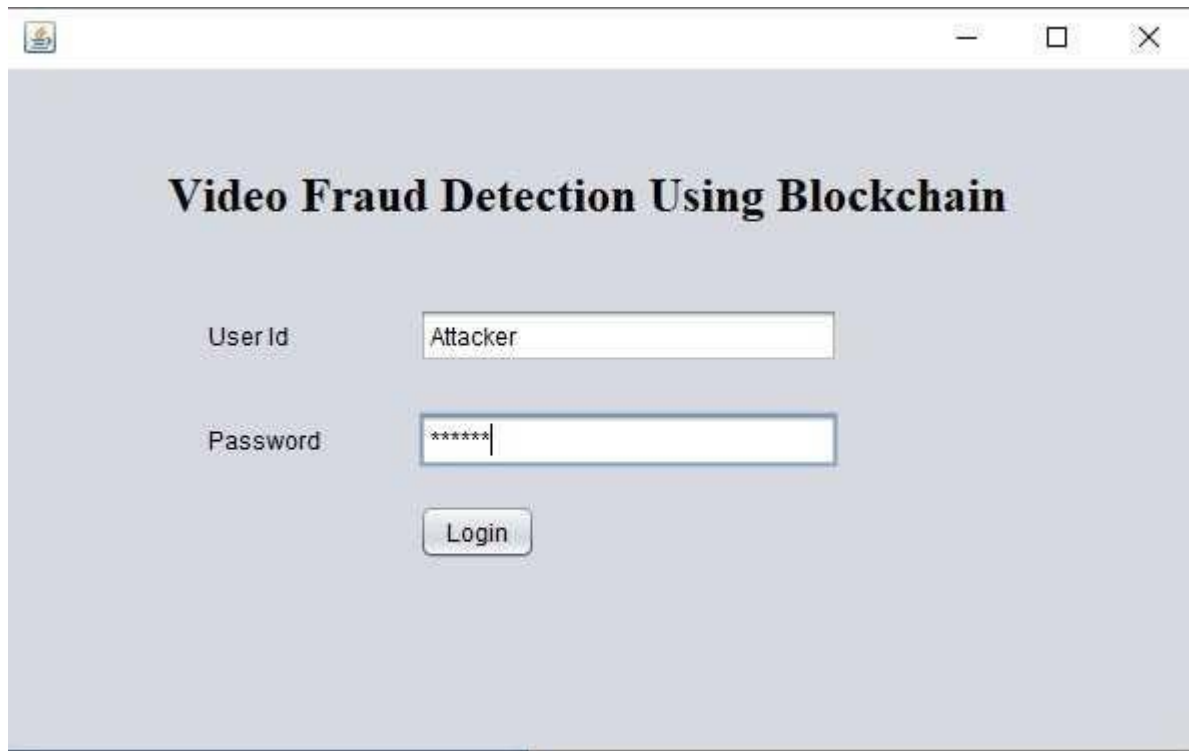 Video Fraud Detection Using Blockchain
User Id Attacker
Password ******
Login